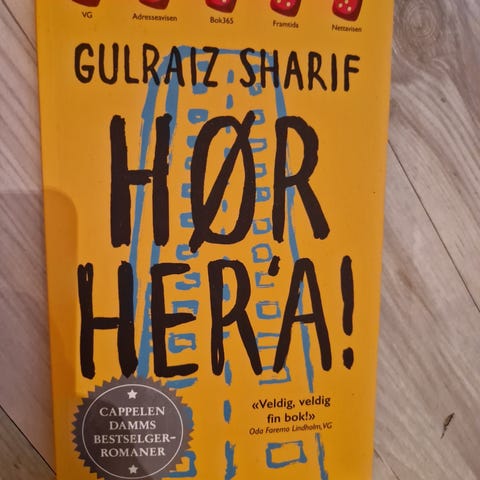 VG Adresseavisen Bok365 Framtida Nettavisen
GULRAIZ SHARIF
HØR
HER'A!
«Veldig, veldig
fin bok!»
Oda Faremo Lindholm, VG
CAPPELEN
DAMMS
BESTSELGER-
ROMANER